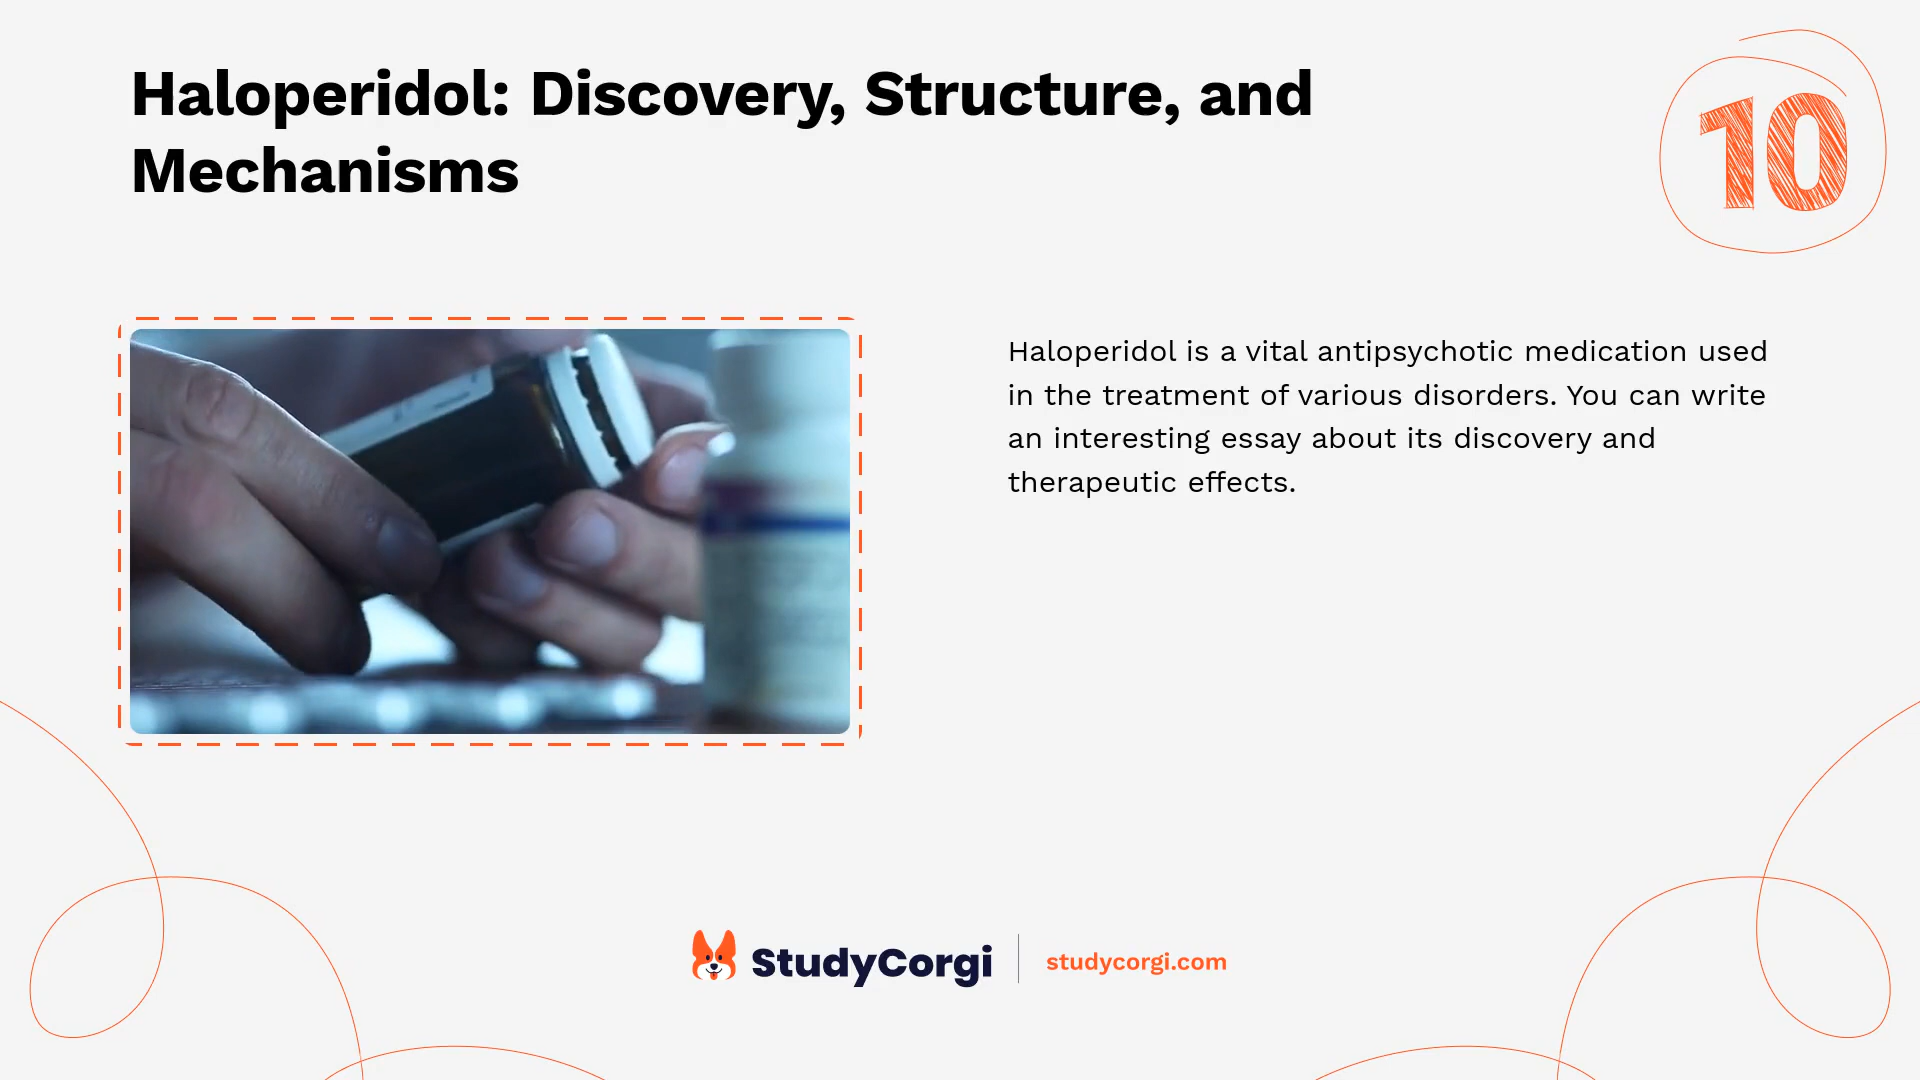 Haloperidol: Discovery, Structure, and
Mechanisms
10
Haloperidol is a vital antipsychotic medication used
in the treatment of various disorders. You can write
an interesting essay about its discovery and
therapeutic effects.
StudyCorgi
studycorgi.com